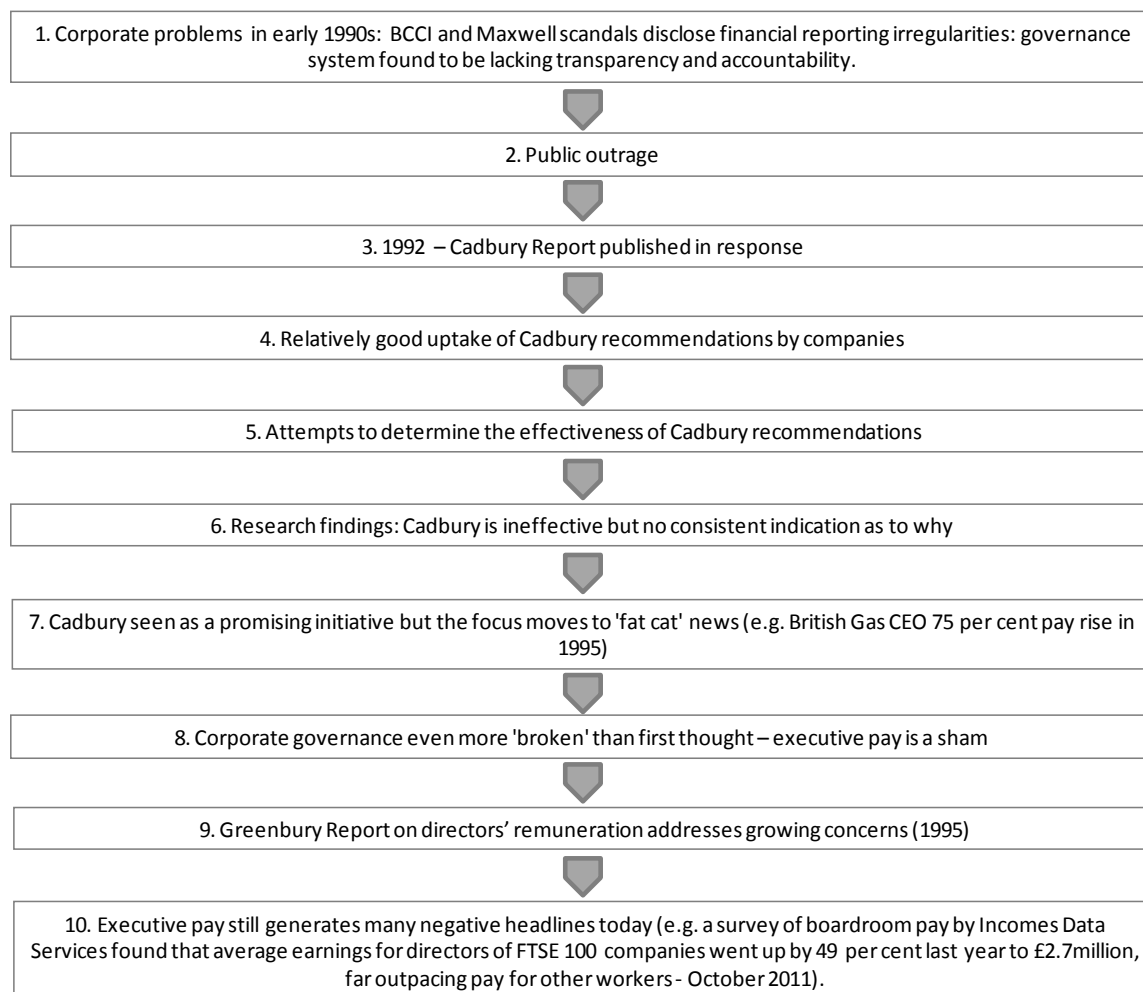 1. Corporate problems in early 1990s: BCCI and Maxwell scandals disclose financial reporting irregularities: governance
system found to be lacking transparency and accountability.
2. Public outrage
3. 1992 – Cadbury Report published in response
4. Relatively good uptake of Cadbury recommendations by companies
5. Attempts to determine the effectiveness of Cadbury recommendations
6. Research findings: Cadbury is ineffective but no consistent indication as to why
7. Cadbury seen as a promising initiative but the focus moves to 'fat cat' news (e.g. British Gas CEO 75 per cent pay rise in
1995)
8. Corporate governance even more 'broken' than first thought – executive pay is a sham
9. Greenbury Report on directors’ remuneration addresses growing concerns (1995)
10. Executive pay still generates many negative headlines today (e.g. a survey of boardroom pay by Incomes Data
Services found that average earnings for directors of FTSE 100 companies went up by 49 per cent last year to £2.7million,
far outpacing pay for other workers - October 2011).